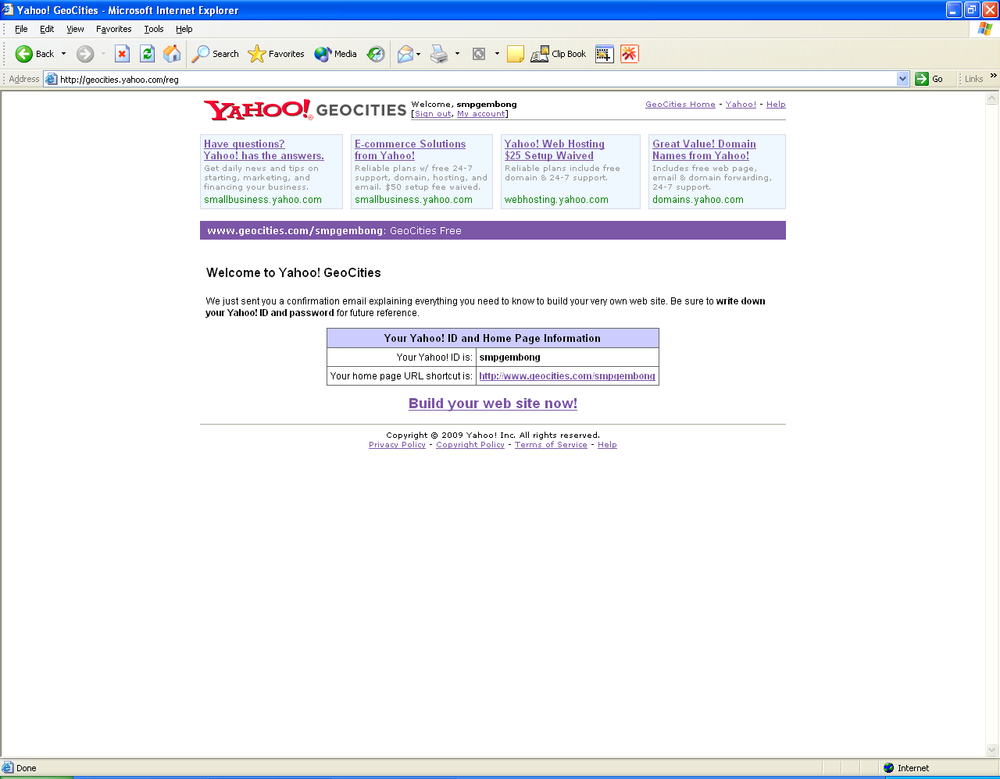 Yahoo! GeoCities - Microsoft Internet Explorer
File Edit View Favorites Tools Help
Back Search Favorites Media Clip Book
Address http://geocities.yahoo.com/reg Go Links »
YAHOO!® GEOCITIES
Welcome, smpgembong
[Sign out, My account]
GeoCities Home - Yahoo! - Help
Have questions?
Yahoo! has the answers.
Get daily news and tips on
starting, marketing, and
financing your business.
smallbusiness.yahoo.com
E-commerce Solutions
from Yahoo!
Reliable plans w/ free 24-7
support, domain, hosting, and
email. $50 setup fee waived.
smallbusiness.yahoo.com
Yahoo! Web Hosting
$25 Setup Waived
Reliable plans include free
domain & 24-7 support.
webhosting.yahoo.com
Great Value! Domain
Names from Yahoo!
Includes free web page,
email & domain forwarding,
24-7 support.
domains.yahoo.com
www.geocities.com/smpgembong: GeoCities Free
Welcome to Yahoo! GeoCities
We just sent you a confirmation email explaining everything you need to know to build your very own web site. Be sure to write down
your Yahoo! ID and password for future reference.
Your Yahoo! ID and Home Page Information
Your Yahoo! ID is: smpgembong
Your home page URL shortcut is: http://www.geocities.com/smpgembong
Build your web site now!
Copyright © 2009 Yahoo! Inc. All rights reserved.
Privacy Policy - Copyright Policy - Terms of Service - Help
Done Internet